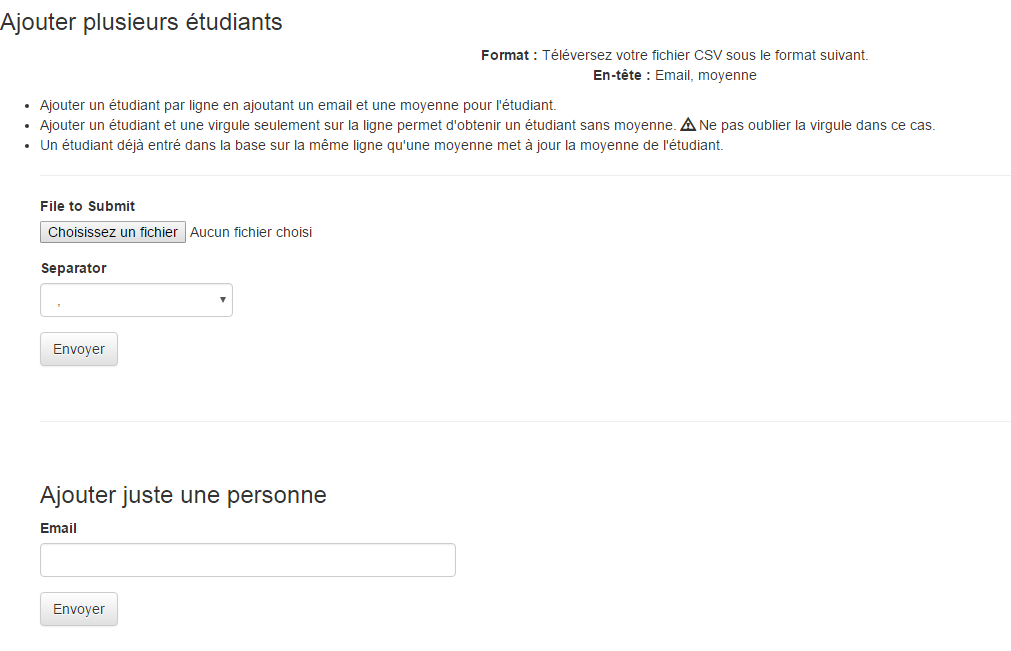 Ajouter plusieurs étudiants
Format : Téléversez votre fichier CSV sous le format suivant.
En-tête : Email, moyenne
Ajouter un étudiant par ligne en ajoutant un email et une moyenne pour l'étudiant.
Ajouter un étudiant et une virgule seulement sur la ligne permet d'obtenir un étudiant sans moyenne. ⚠ Ne pas oublier la virgule dans ce cas.
Un étudiant déjà entré dans la base sur la même ligne qu'une moyenne met à jour la moyenne de l'étudiant.
File to Submit
Choisissez un fichier Aucun fichier choisi
Separator
,
Envoyer
Ajouter juste une personne
Email
Envoyer